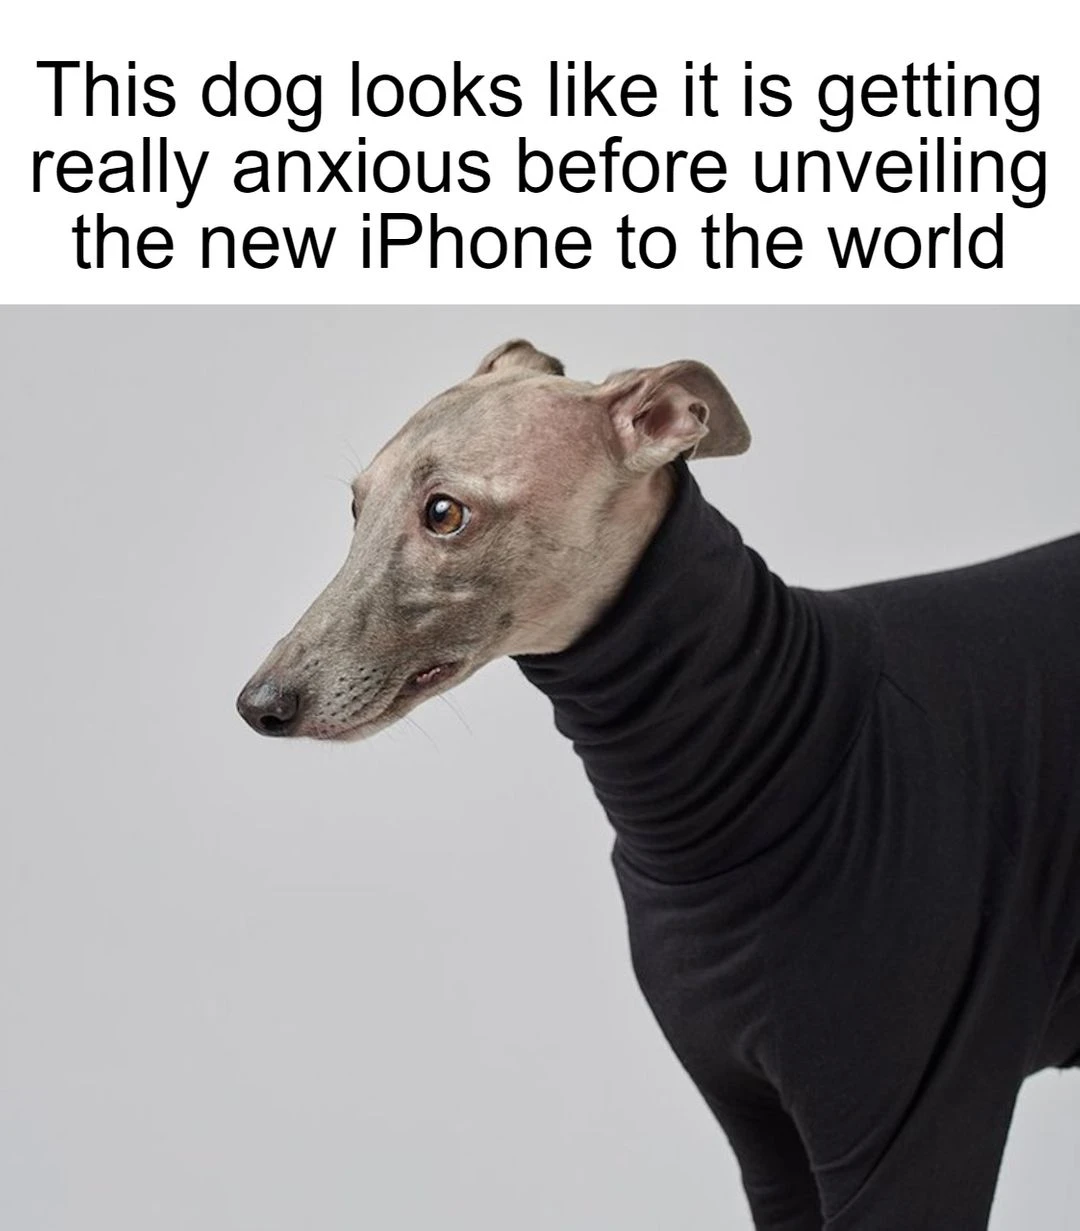 This dog looks like it is getting
really anxious before unveiling
the new iPhone to the world